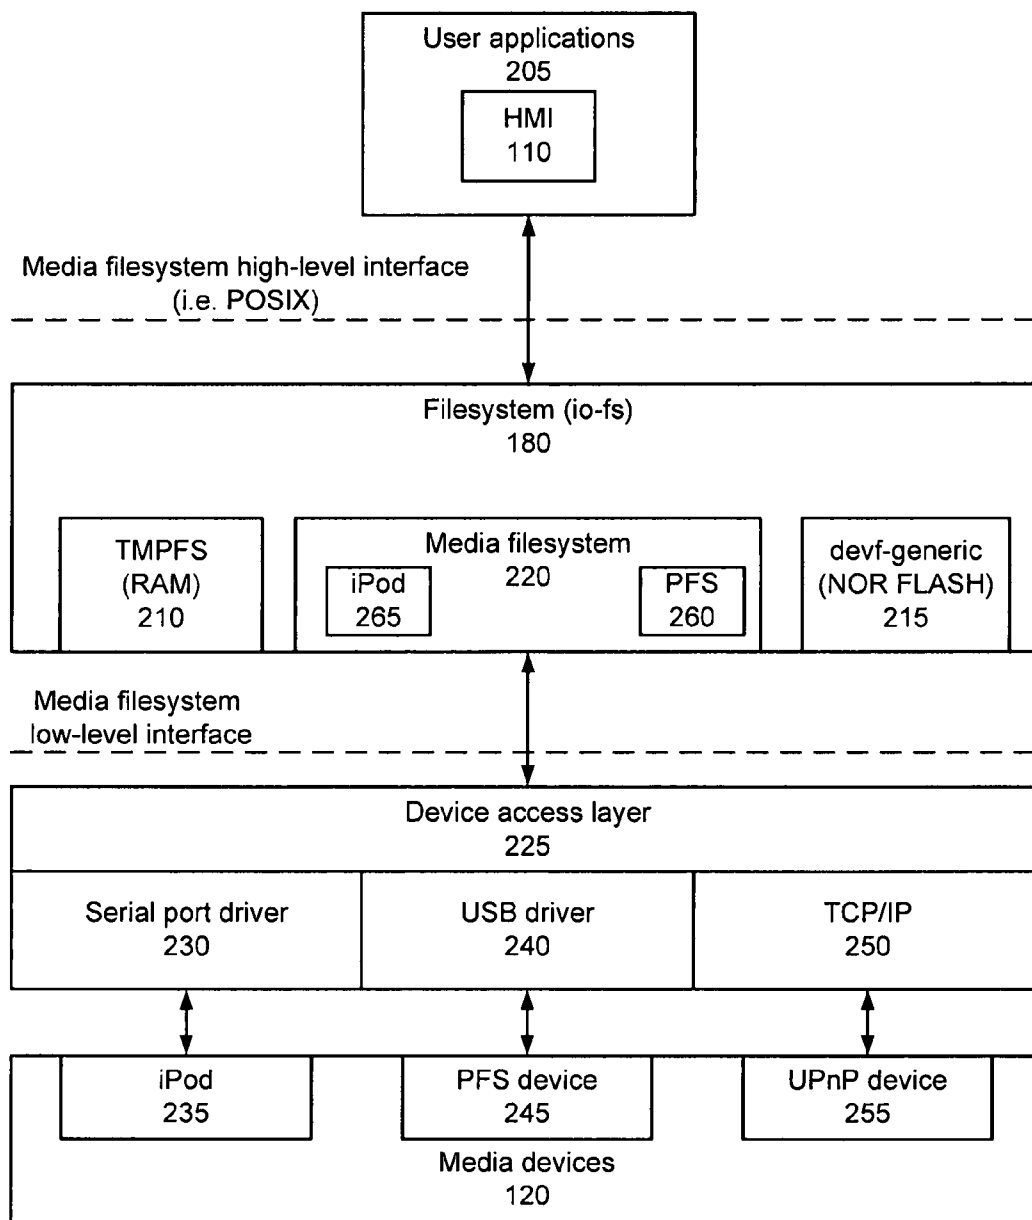 User applications
205
HMI
110
Media filesystem high-level interface
(i.e. POSIX)
Filesystem (io-fs)
180
TMPFS
(RAM)
210
Media filesystem
220
iPod
265
PFS
260
devf-generic
(NOR FLASH)
215
Media filesystem
low-level interface
Device access layer
225
Serial port driver
230
USB driver
240
TCP/IP
250
iPod
235
PFS device
245
UPnP device
255
Media devices
120